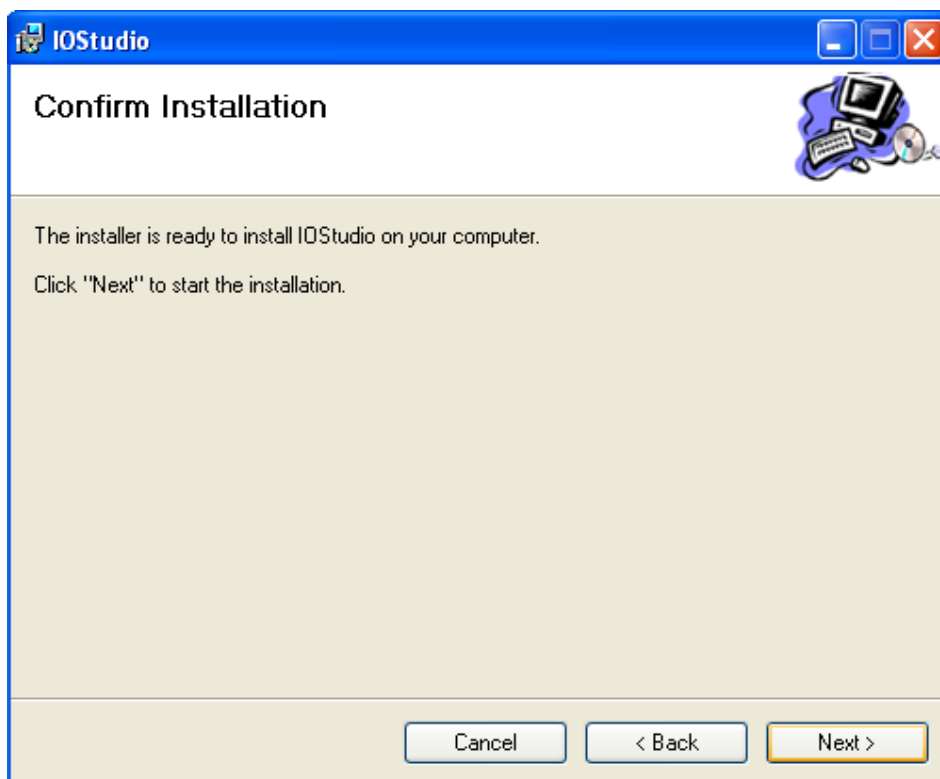 IOStudio
Confirm Installation
The installer is ready to install IOStudio on your computer.
Click "Next" to start the installation.
Cancel
< Back
Next >